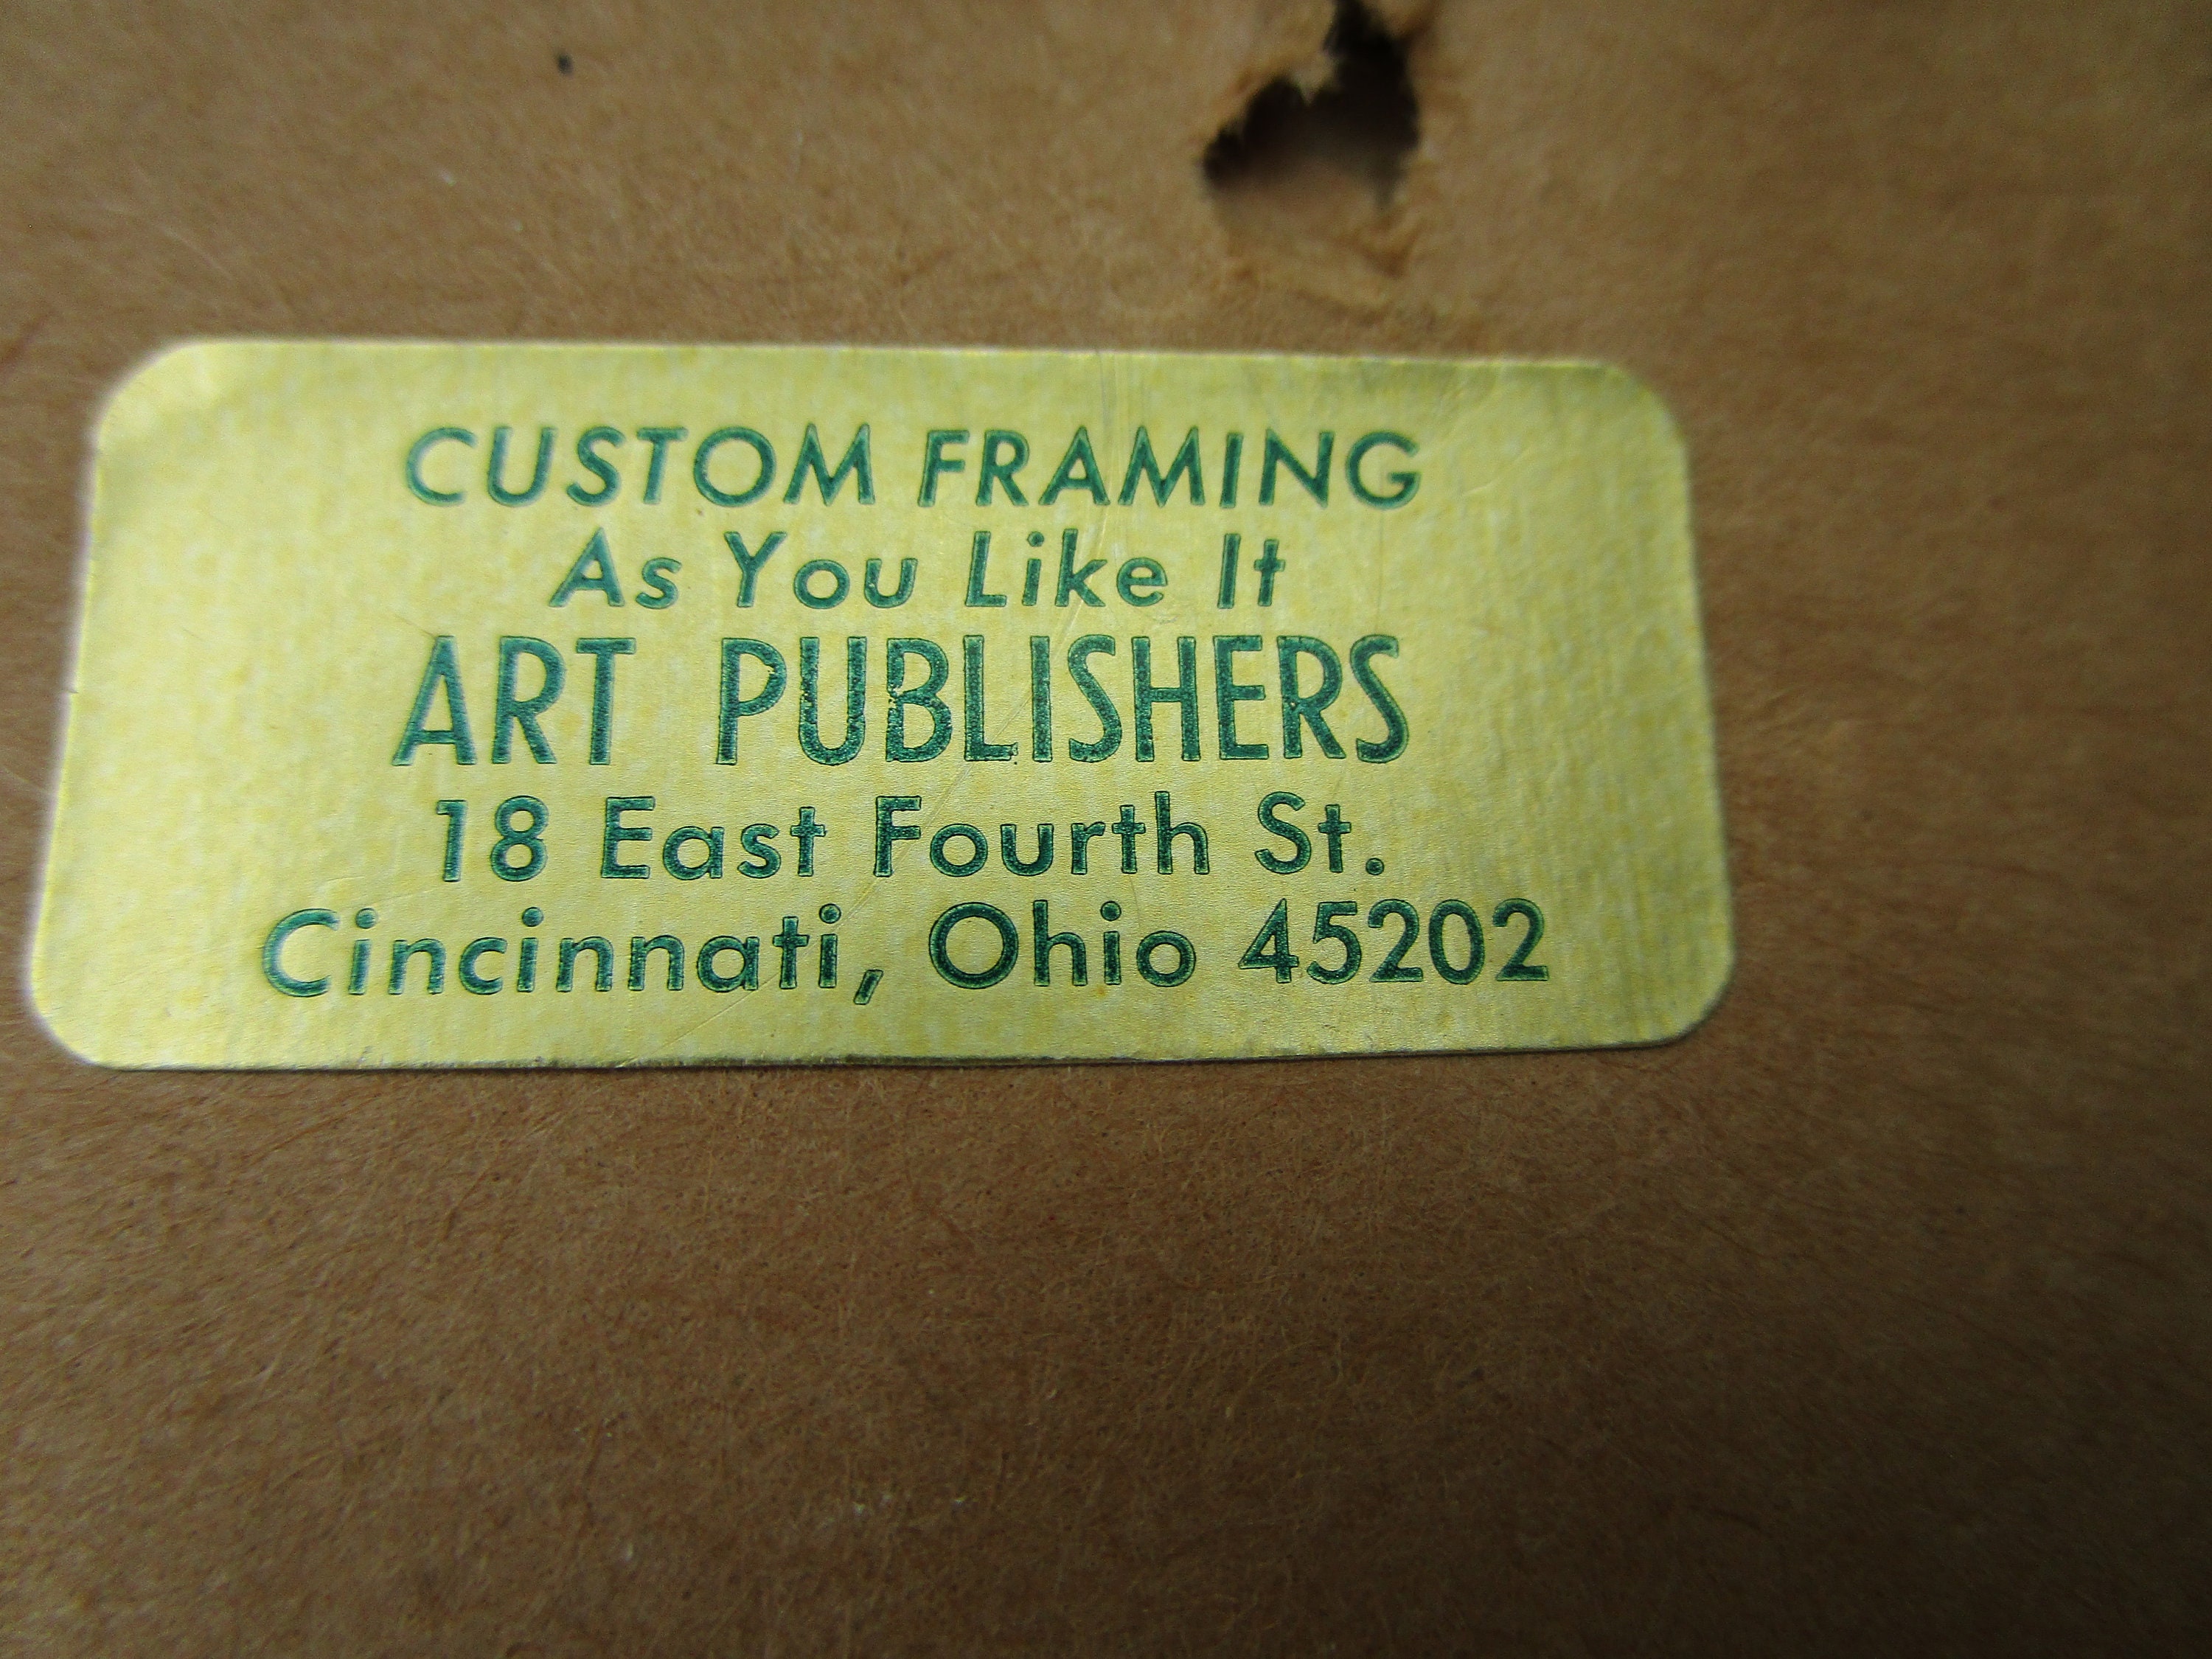 CUSTOM FRAMING
As You Like It
ART PUBLISHERS
18 East Fourth St.
Cincinnati, Ohio 45202